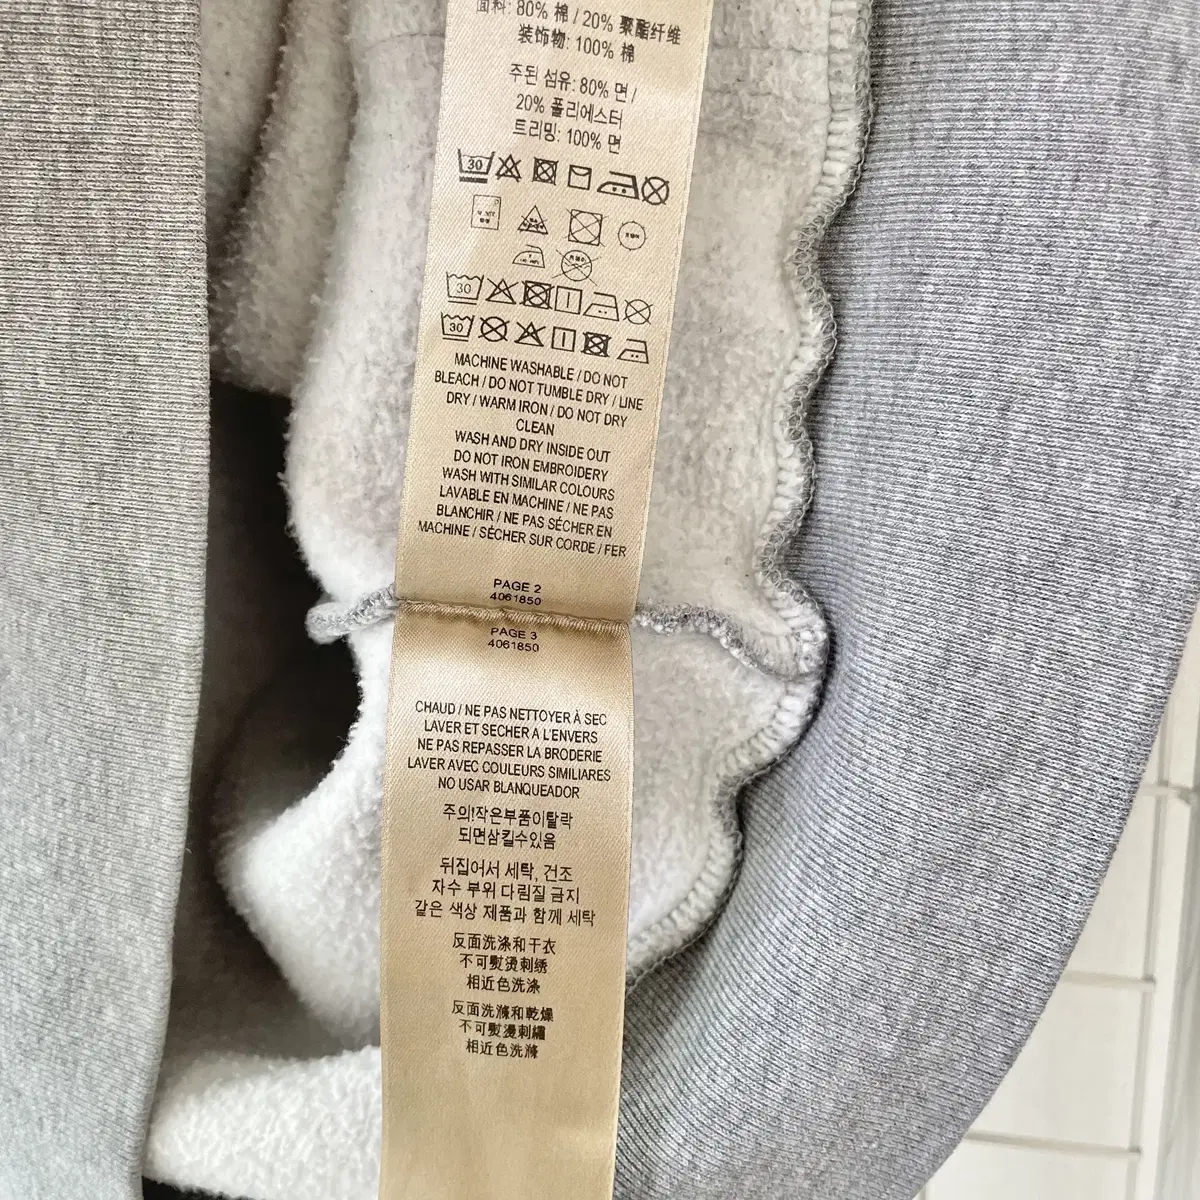 面料: 80% 棉 / 20% 聚酯纤维
装饰物: 100% 棉
주된 섬유: 80% 면 /
20% 폴리에스터
트리밍: 100% 면
30
30
30
MACHINE WASHABLE / DO NOT
BLEACH / DO NOT TUMBLE DRY / LINE
DRY / WARM IRON / DO NOT DRY
CLEAN
WASH AND DRY INSIDE OUT
DO NOT IRON EMBROIDERY
WASH WITH SIMILAR COLOURS
LAVABLE EN MACHINE / NE PAS
BLANCHIR / NE PAS SÉCHER EN
MACHINE / SÉCHER SUR CORDE / FER
PAGE 2
4061850
PAGE 3
4061850
CHAUD / NE PAS NETTOYER À SEC
LAVER ET SECHER A L'ENVERS
NE PAS REPASSER LA BRODERIE
LAVER AVEC COULEURS SIMILIARES
NO USAR BLANQUEADOR
주의!작은부품이탈락
되면삼킬수있음
뒤집어서 세탁, 건조
자수 부위 다림질 금지
같은 색상 제품과 함께 세탁
反面洗涤和干衣
不可熨烫刺绣
相近色洗涤
反面洗滌和乾燥
不可熨燙刺繡
相近色洗滌